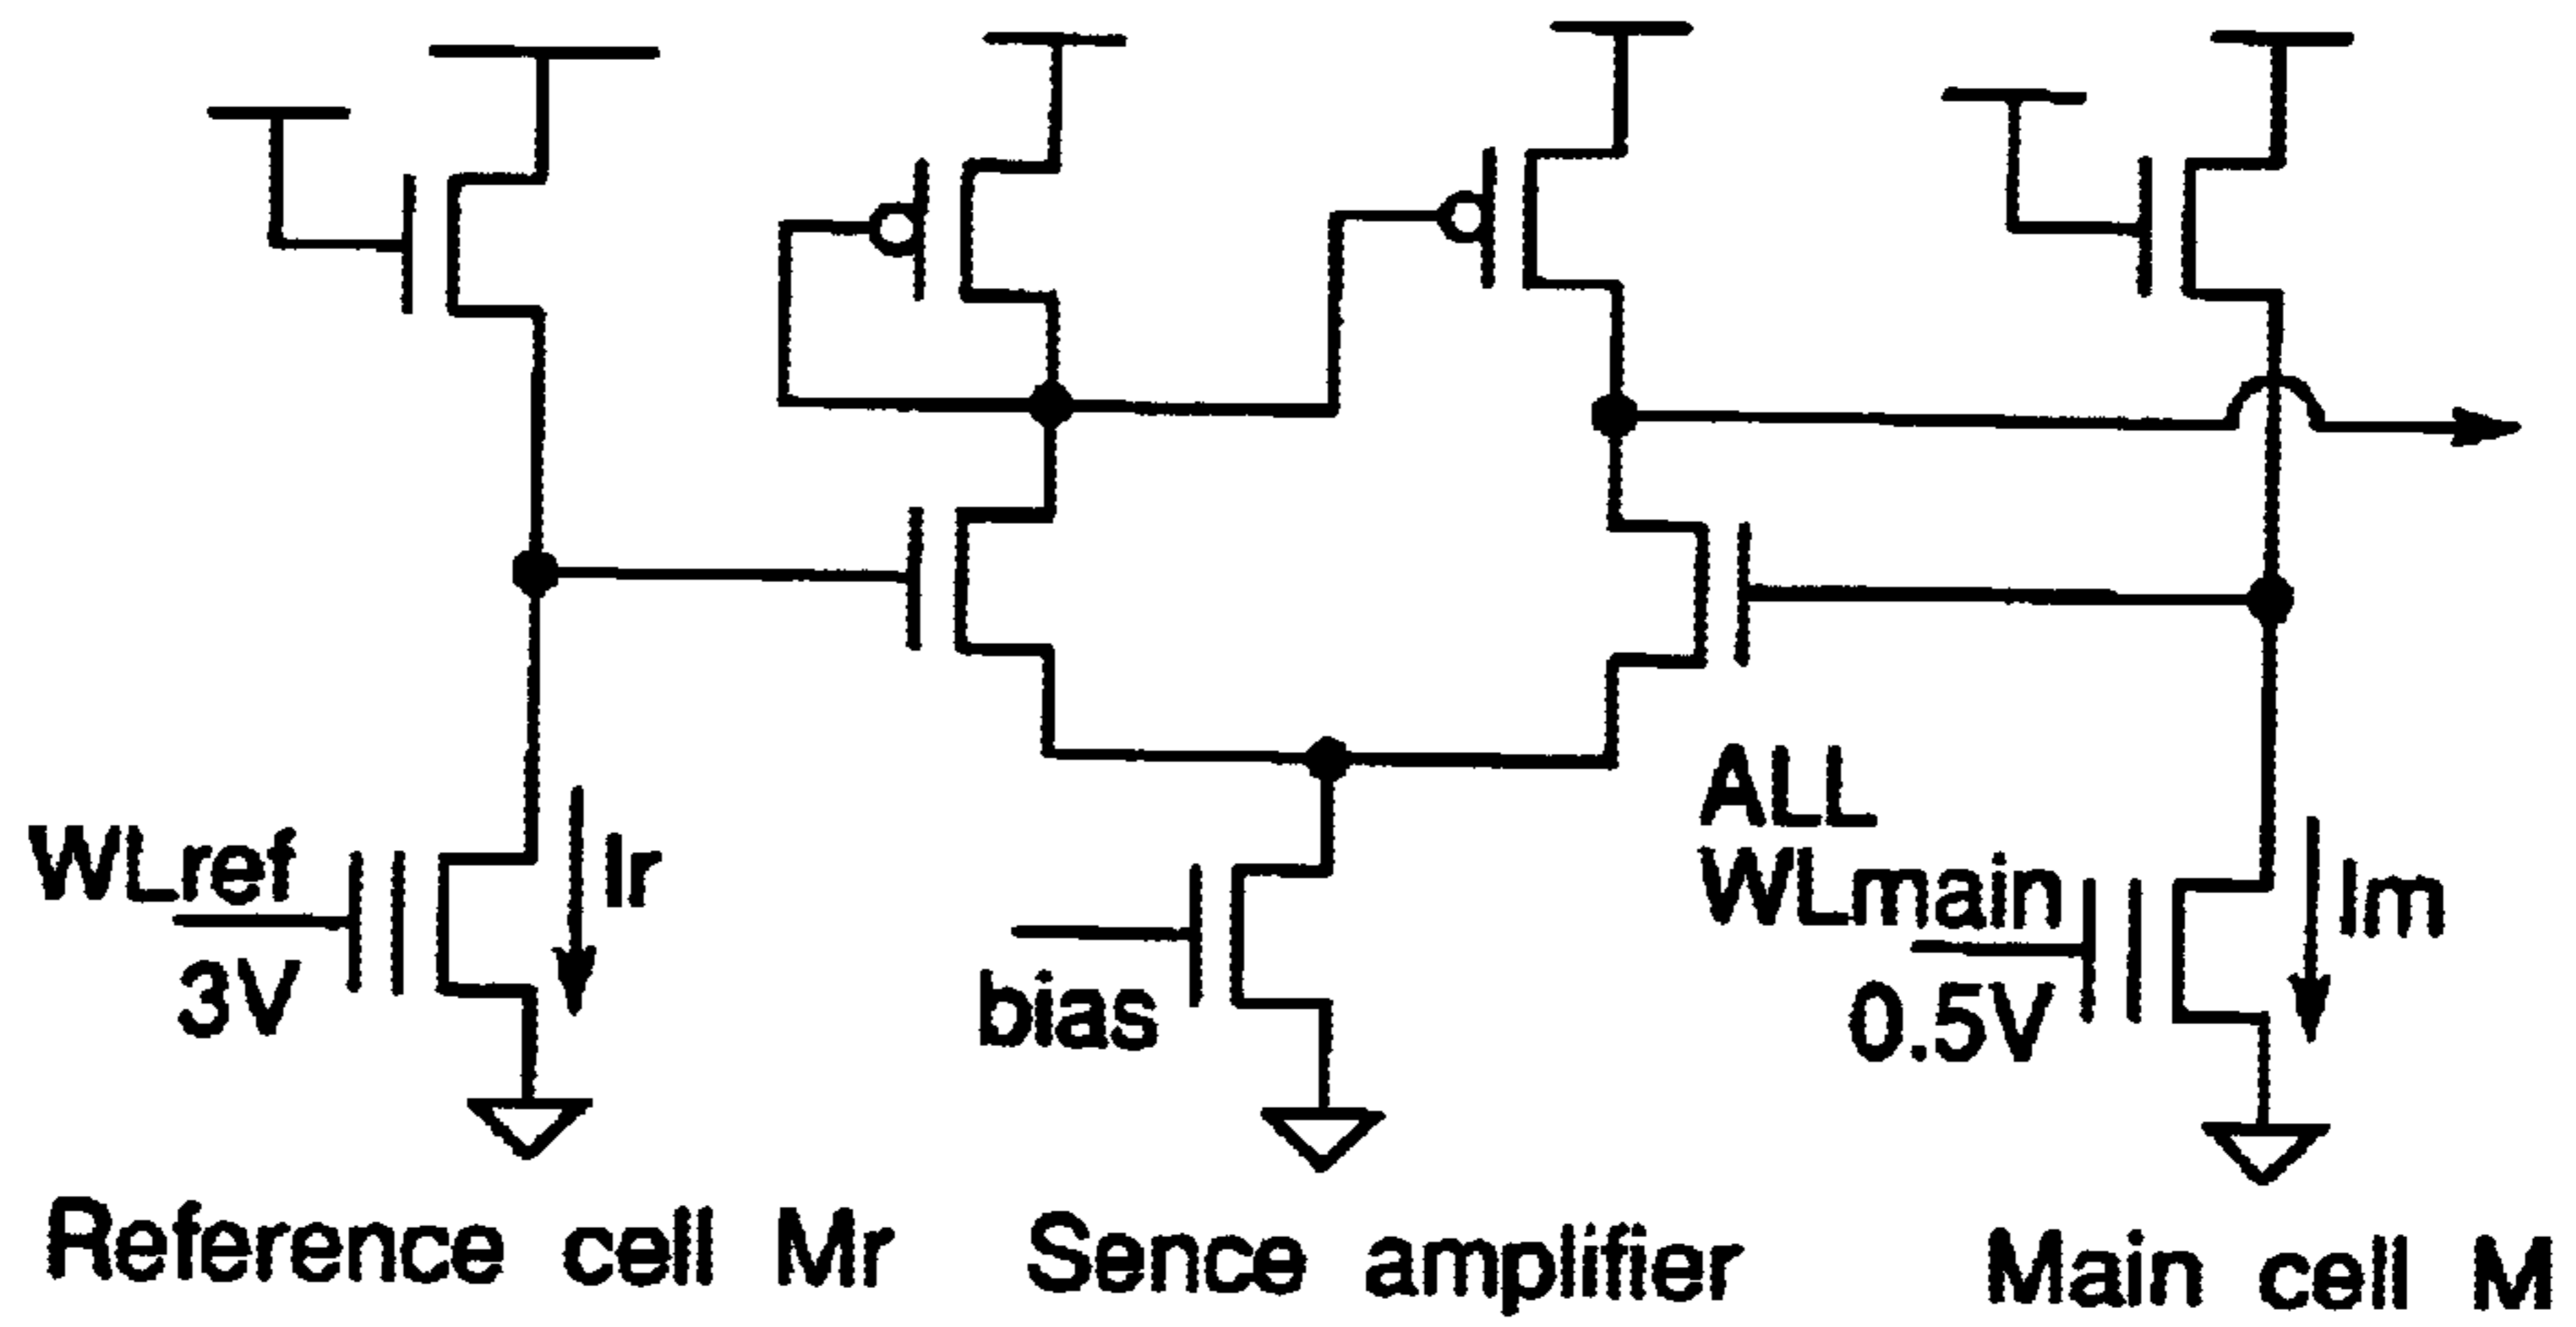 WLref
3V
Ir
bias
ALL
WLmain
0.5V
Im
Reference cell Mr
Sence amplifier
Main cell M